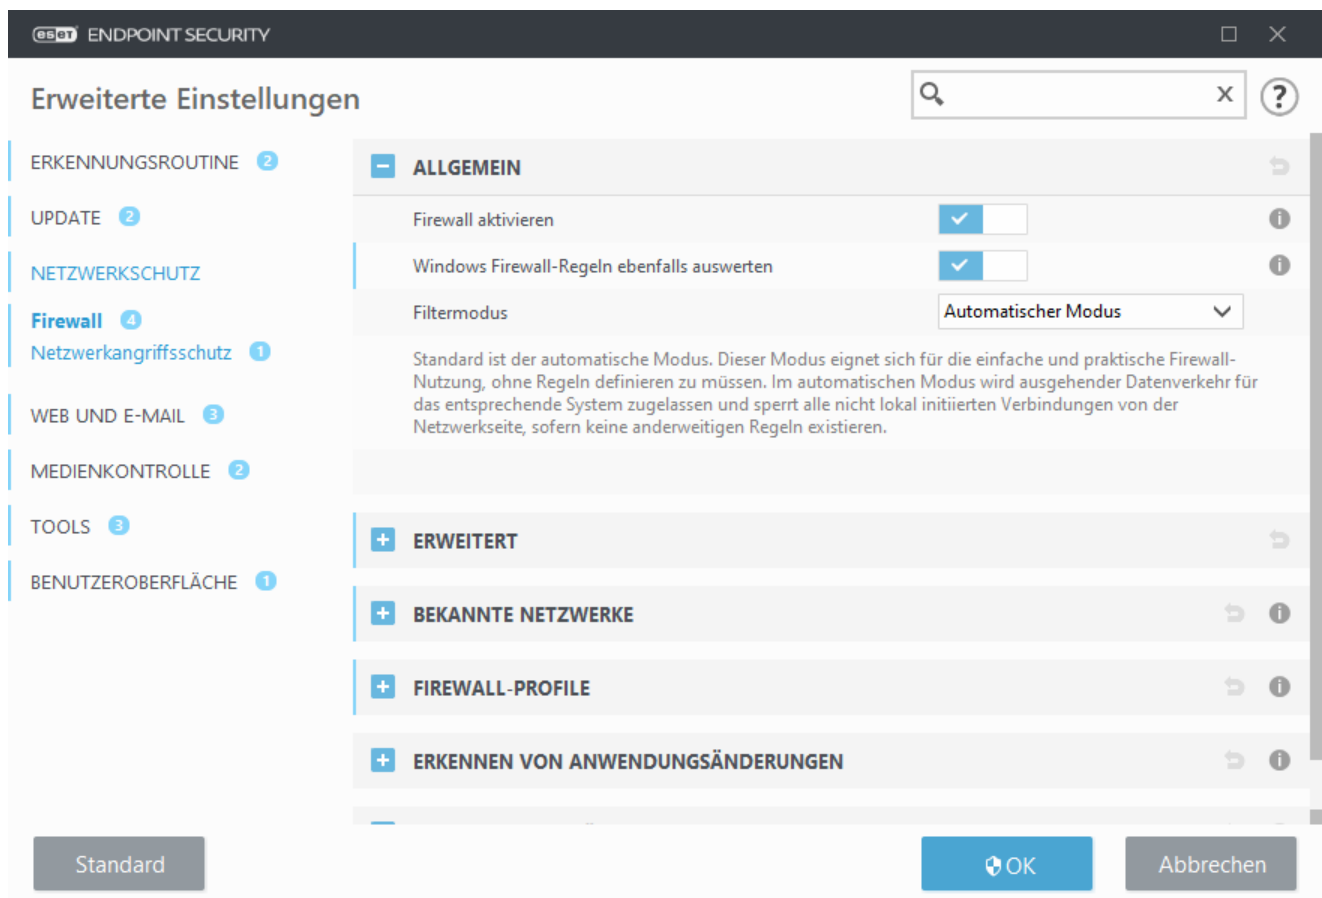 eset ENDPOINT SECURITY
Erweiterte Einstellungen
x
?
ERKENNUNGSROUTINE 2
UPDATE 2
NETZWERKSCHUTZ
Firewall 4
Netzwerkangriffsschutz 1
WEB UND E-MAIL 3
MEDIENKONTROLLE 2
TOOLS 3
BENUTZEROBERFLÄCHE 1
ALLGEMEIN
Firewall aktivieren
Windows Firewall-Regeln ebenfalls auswerten
Filtermodus Automatischer Modus
Standard ist der automatische Modus. Dieser Modus eignet sich für die einfache und praktische Firewall-
Nutzung, ohne Regeln definieren zu müssen. Im automatischen Modus wird ausgehender Datenverkehr für
das entsprechende System zugelassen und sperrt alle nicht lokal initiierten Verbindungen von der
Netzwerkseite, sofern keine anderweitigen Regeln existieren.
ERWEITERT
BEKANNTE NETZWERKE
FIREWALL-PROFILE
ERKENNEN VON ANWENDUNGSÄNDERUNGEN
Standard
OK
Abbrechen